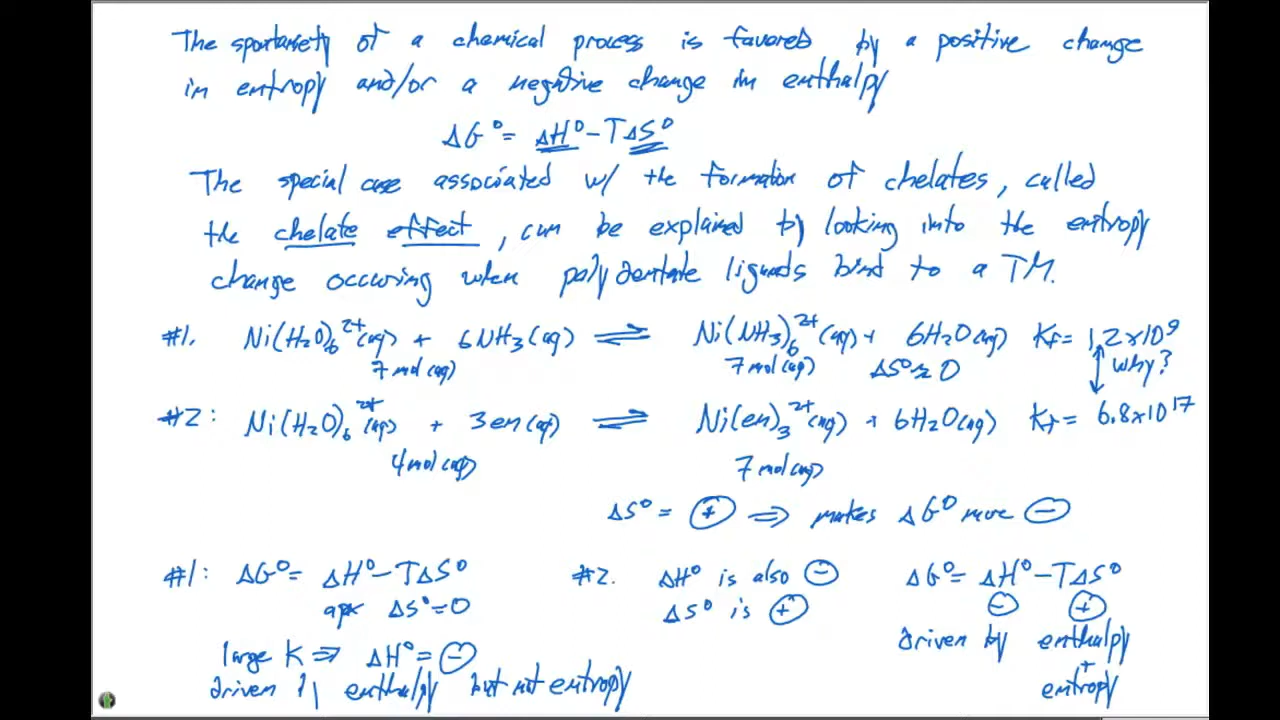 The spontaniety of a chemical process is favored by a positive change
in entropy and/or a negative change in enthalpy
ΔG° = ΔH° - TΔS°
The special case associated w/ the formation of chelates, called
the chelate effect, can be explained by looking into the entropy
change occuring when polydentate ligands bind to a TM.
#1. Ni(H2O)6 2+ (aq) + 6NH3(aq) ⇌ Ni(NH3)6 2+ (aq) + 6H2O(aq) Kf = 1.2x10^9
7 mol (aq) 7 mol (aq) ΔS° ≈ 0 why?
#2: Ni(H2O)6 2+ (aq) + 3en(aq) ⇌ Ni(en)3 2+ (aq) + 6H2O(aq) Kf = 6.8x10^17
4 mol (aq) 7 mol (aq)
ΔS° = + ⇒ makes ΔG° more -
#1: ΔG° = ΔH° - TΔS° #2. ΔH° is also - ΔG° = ΔH° - TΔS°
ΔS° = 0 ΔS° is + - +
driven by enthalpy
large K ⇒ ΔH° = - +
driven by enthalpy but not entropy entropy